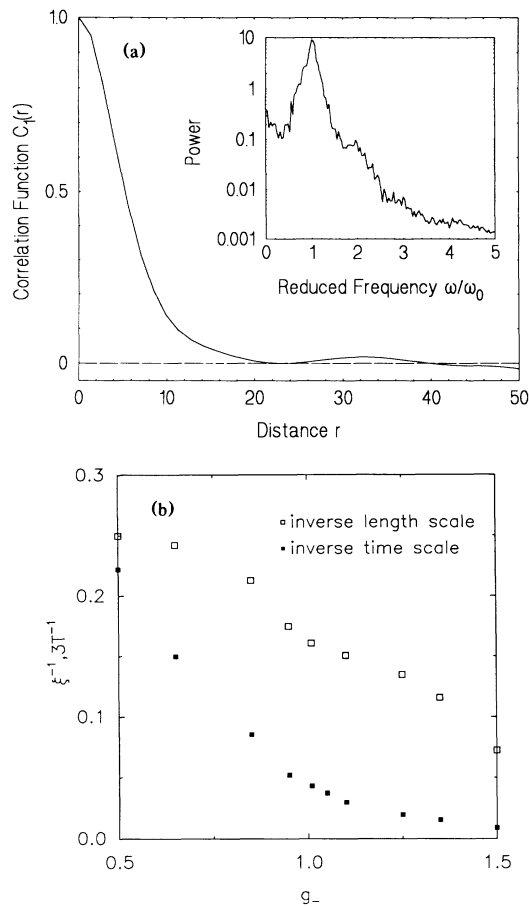 (a)
Correlation Function C₁(r)
1.0
0.5
0
0
10
20
30
40
50
Distance r
Power
10
1
0.1
0.01
0.001
0
1
2
3
4
5
Reduced Frequency ω/ω₀
(b)
□ inverse length scale
■ inverse time scale
ξ⁻¹, 3T⁻¹
0.3
0.2
0.1
0.0
0.5
1.0
1.5
g₋